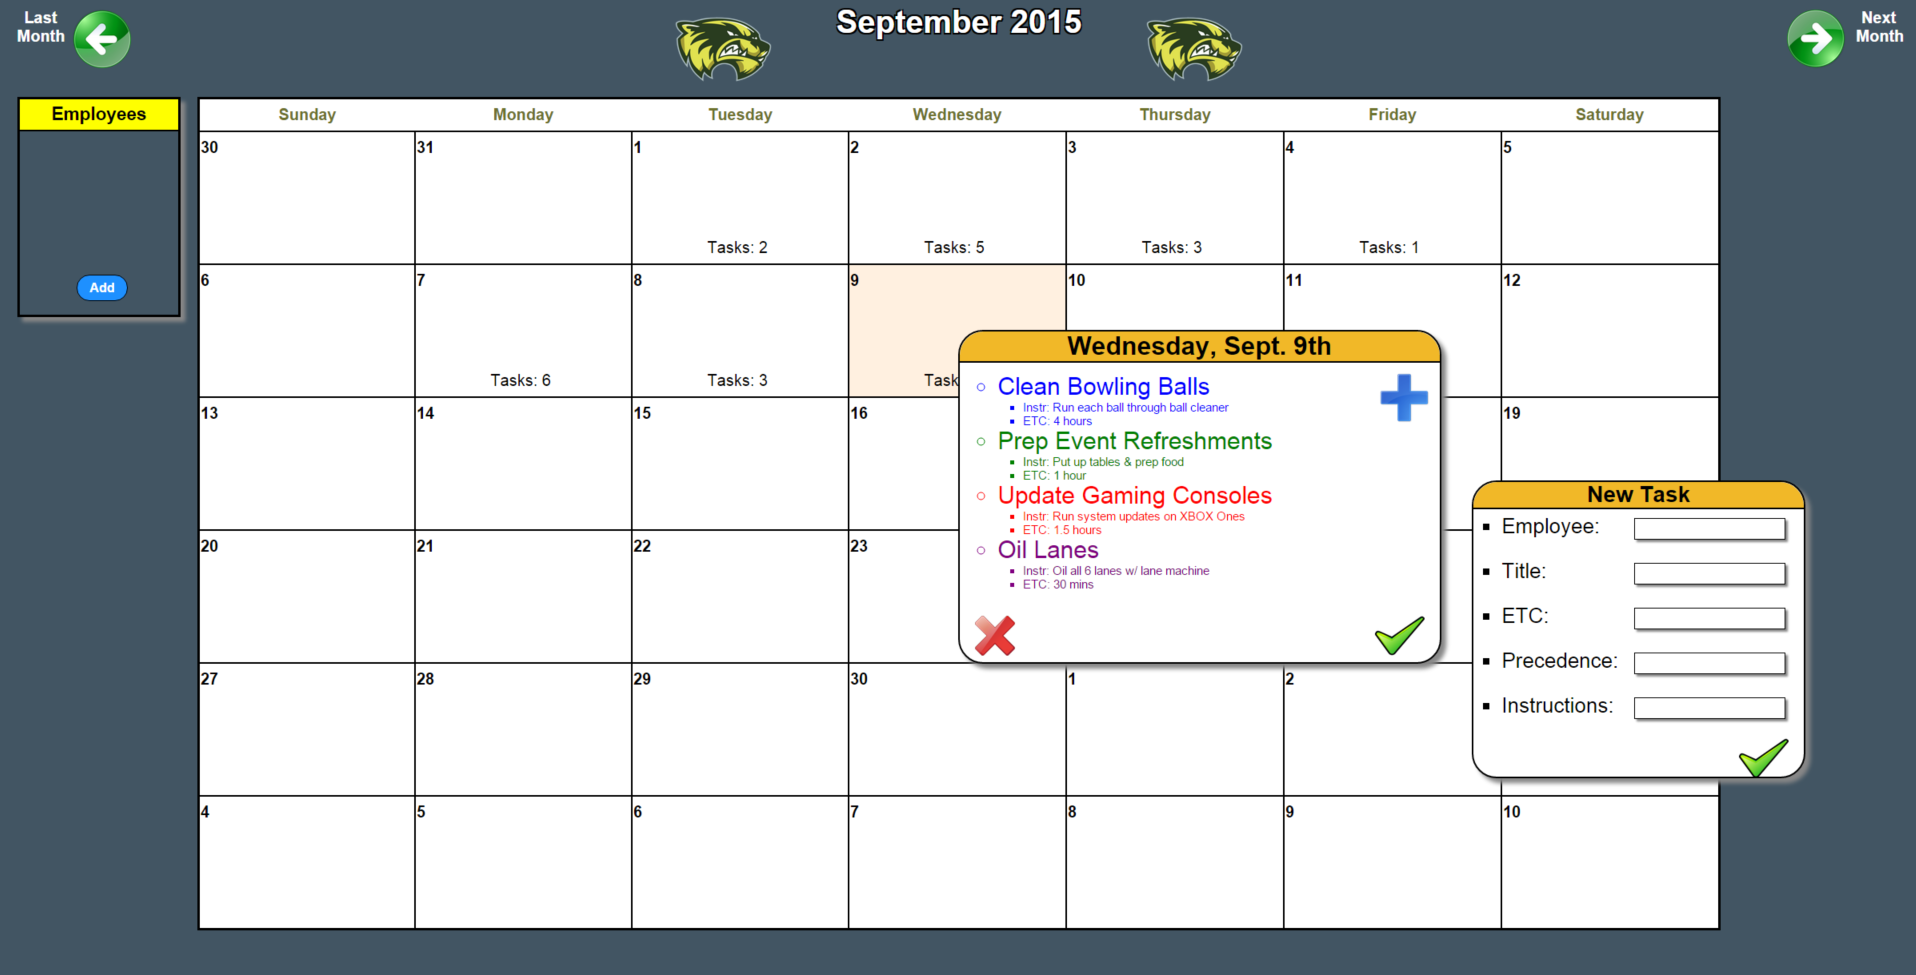 Last
Month
September 2015
Next
Month
Employees
Add
Sunday Monday Tuesday Wednesday Thursday Friday Saturday
30 31 1 2 3 4 5
Tasks: 2 Tasks: 5 Tasks: 3 Tasks: 1
6 7 8 9 10 11 12
Tasks: 6 Tasks: 3 Task
Wednesday, Sept. 9th
Clean Bowling Balls
Instr: Run each ball through ball cleaner
ETC: 4 hours
Prep Event Refreshments
Instr: Put up tables & prep food
ETC: 1 hour
Update Gaming Consoles
Instr: Run system updates on XBOX Ones
ETC: 1.5 hours
Oil Lanes
Instr: Oil all 6 lanes w/ lane machine
ETC: 30 mins
13 14 15 16 19
20 21 22 23
New Task
Employee:
Title:
ETC:
Precedence:
Instructions:
27 28 29 30 1 2
4 5 6 7 8 9 10